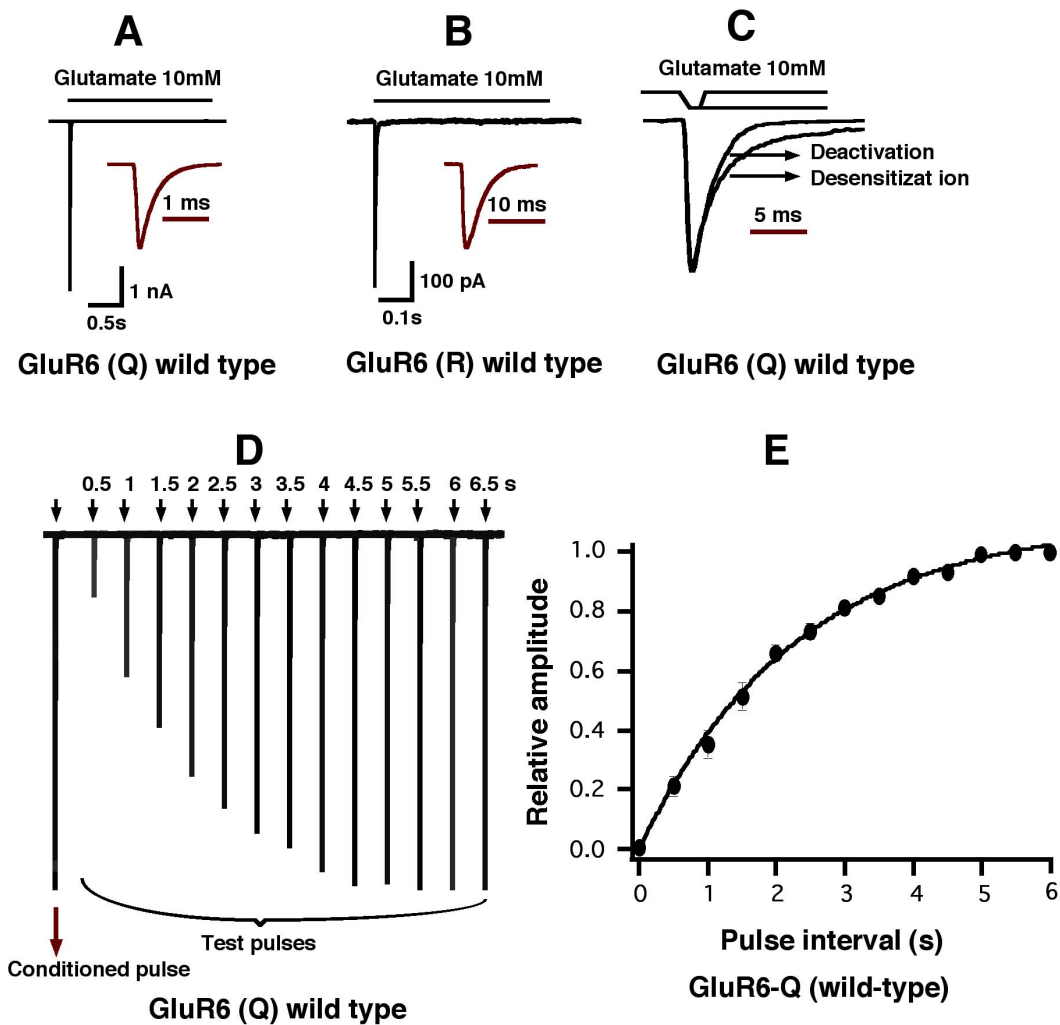 A
Glutamate 10mM
1 ms
1 nA
0.5s
GluR6 (Q) wild type
B
Glutamate 10mM
10 ms
100 pA
0.1s
GluR6 (R) wild type
C
Glutamate 10mM
Deactivation
Desensitizat ion
5 ms
GluR6 (Q) wild type
D
0.5 1 1.5 2 2.5 3 3.5 4 4.5 5 5.5 6 6.5 s
Test pulses
Conditioned pulse
GluR6 (Q) wild type
E
Relative amplitude
1.0
0.8
0.6
0.4
0.2
0.0
0 1 2 3 4 5 6
Pulse interval (s)
GluR6-Q (wild-type)